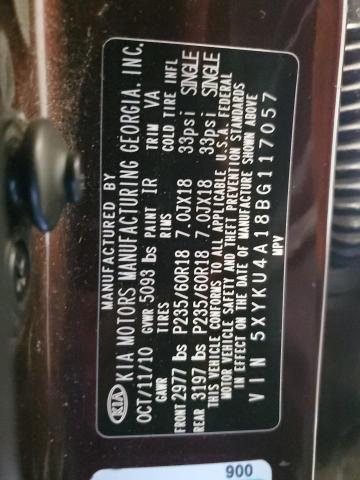 MANUFACTURED BY
KIA KIA MOTORS MANUFACTURING GEORGIA, INC.
OCT/11/10 GVWR 5093 lbs PAINT IR TRIM VA
GAWR TIRES RIMS COLD TIRE INFL
FRONT 2977 lbs P235/60R18 7.0JX18 33psi SINGLE
REAR 3197 lbs P235/60R18 7.0JX18 33psi SINGLE
THIS VEHICLE CONFORMS TO ALL APPLICABLE U.S.A. FEDERAL
MOTOR VEHICLE SAFETY AND THEFT PREVENTION STANDARDS
IN EFFECT ON THE DATE OF MANUFACTURE SHOWN ABOVE
VIN 5XYKU4A18BG117057
MPV
900